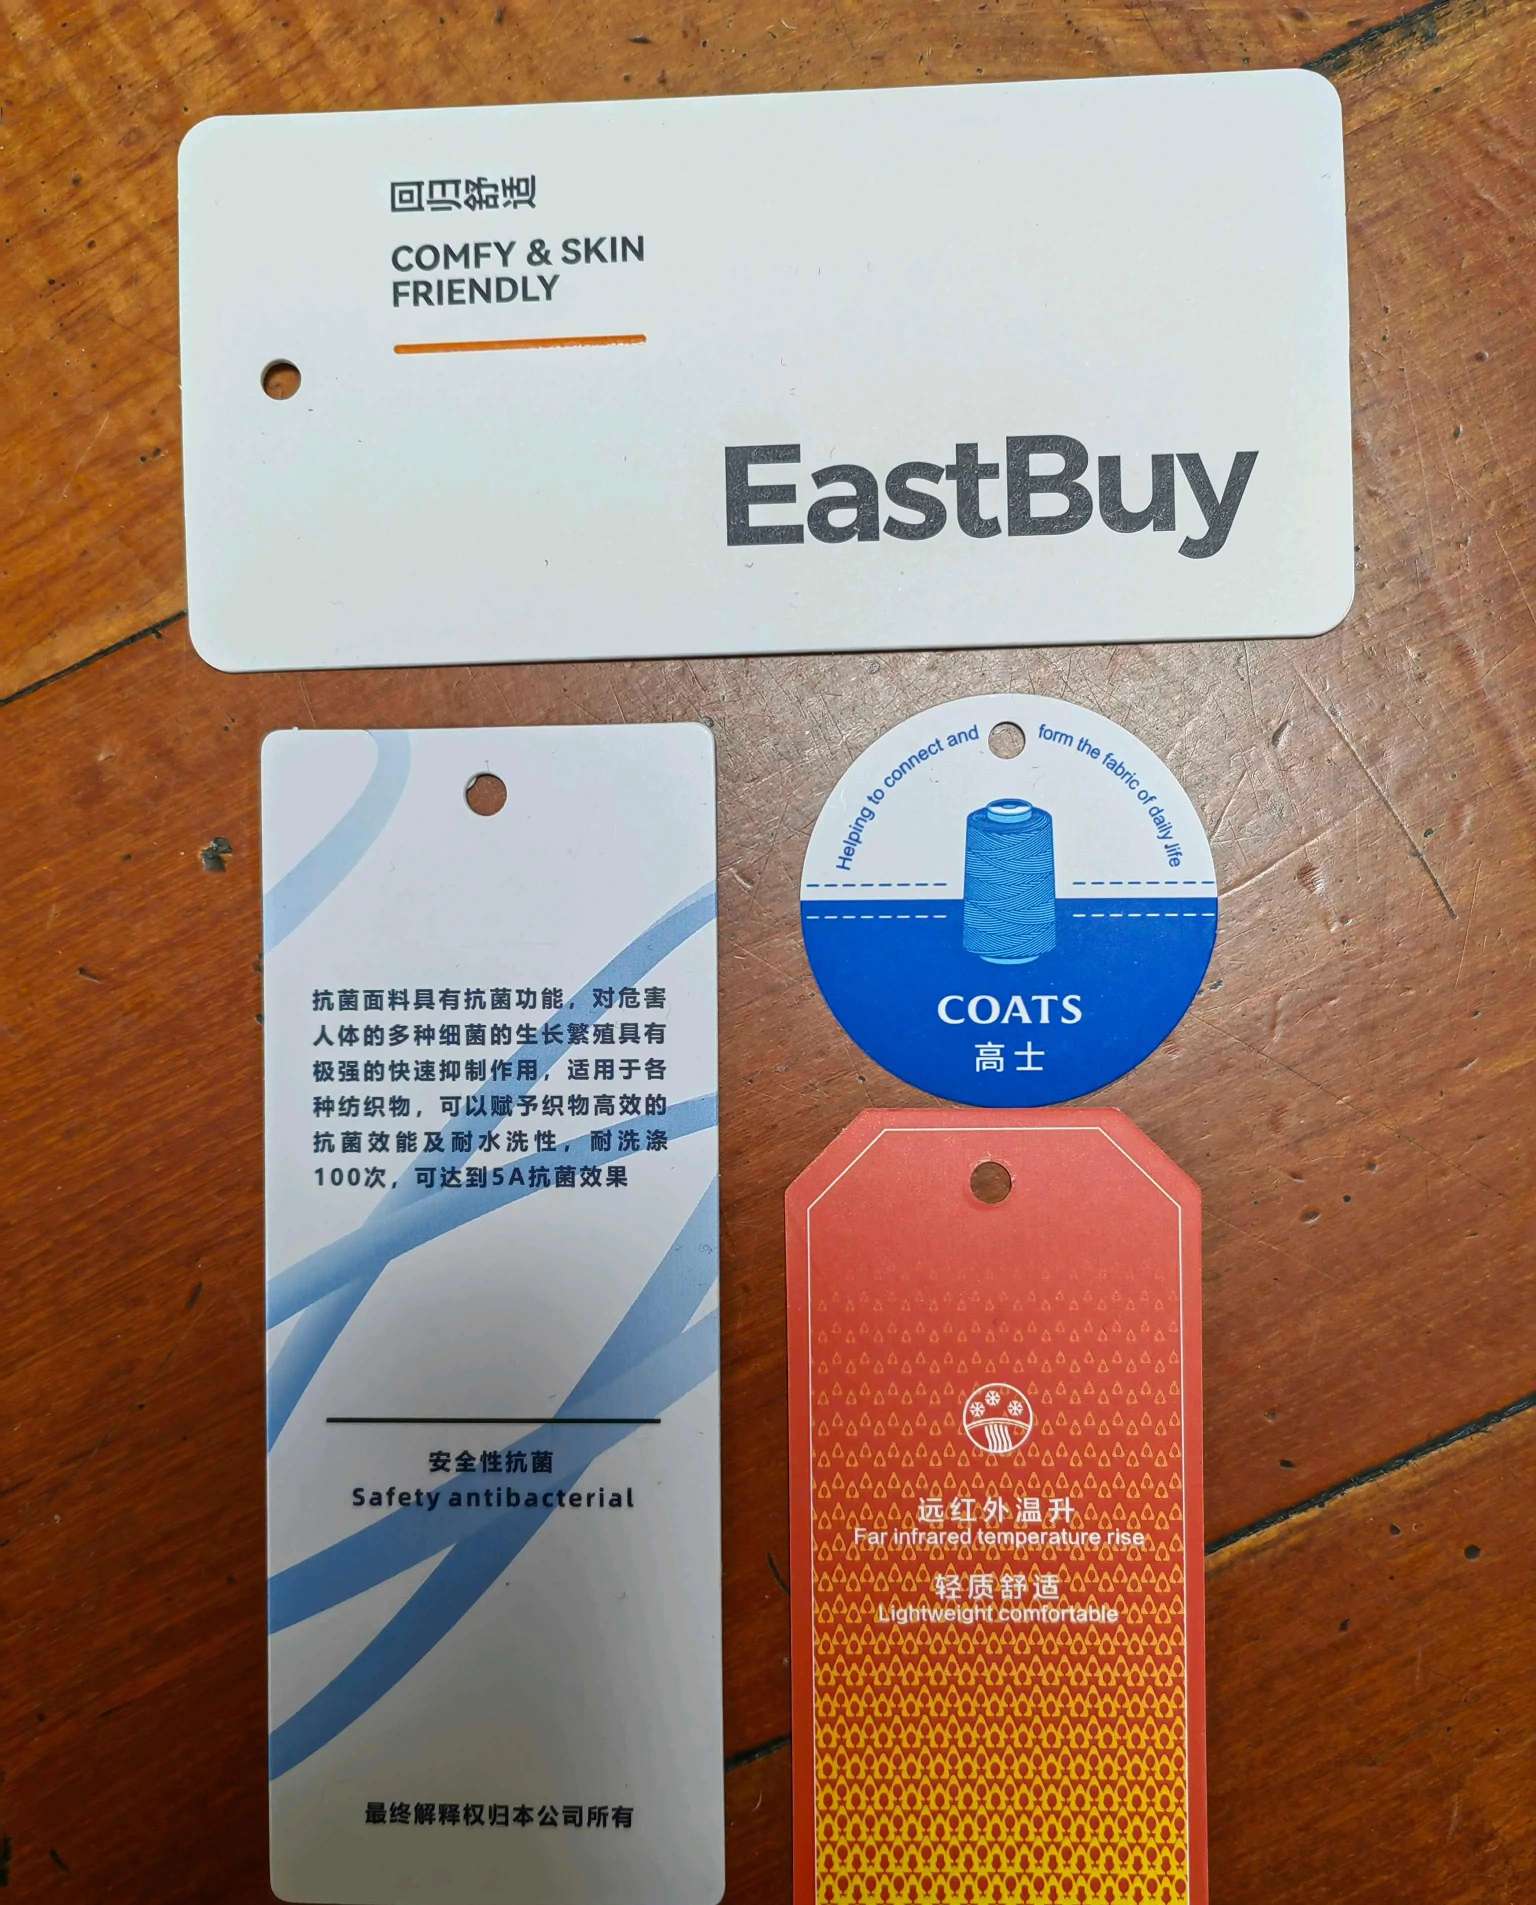 回归舒适
COMFY & SKIN
FRIENDLY
EastBuy
抗菌面料具有抗菌功能，对危害
人体的多种细菌的生长繁殖具有
极强的快速抑制作用，适用于各
种纺织物，可以赋予织物高效的
抗菌效能及耐水洗性，耐洗涤
100次，可达到5A抗菌效果
安全性抗菌
Safety antibacterial
最终解释权归本公司所有
Helping to connect and form the fabric of daily life
COATS
高士
远红外温升
Far infrared temperature rise
轻质舒适
Lightweight comfortable